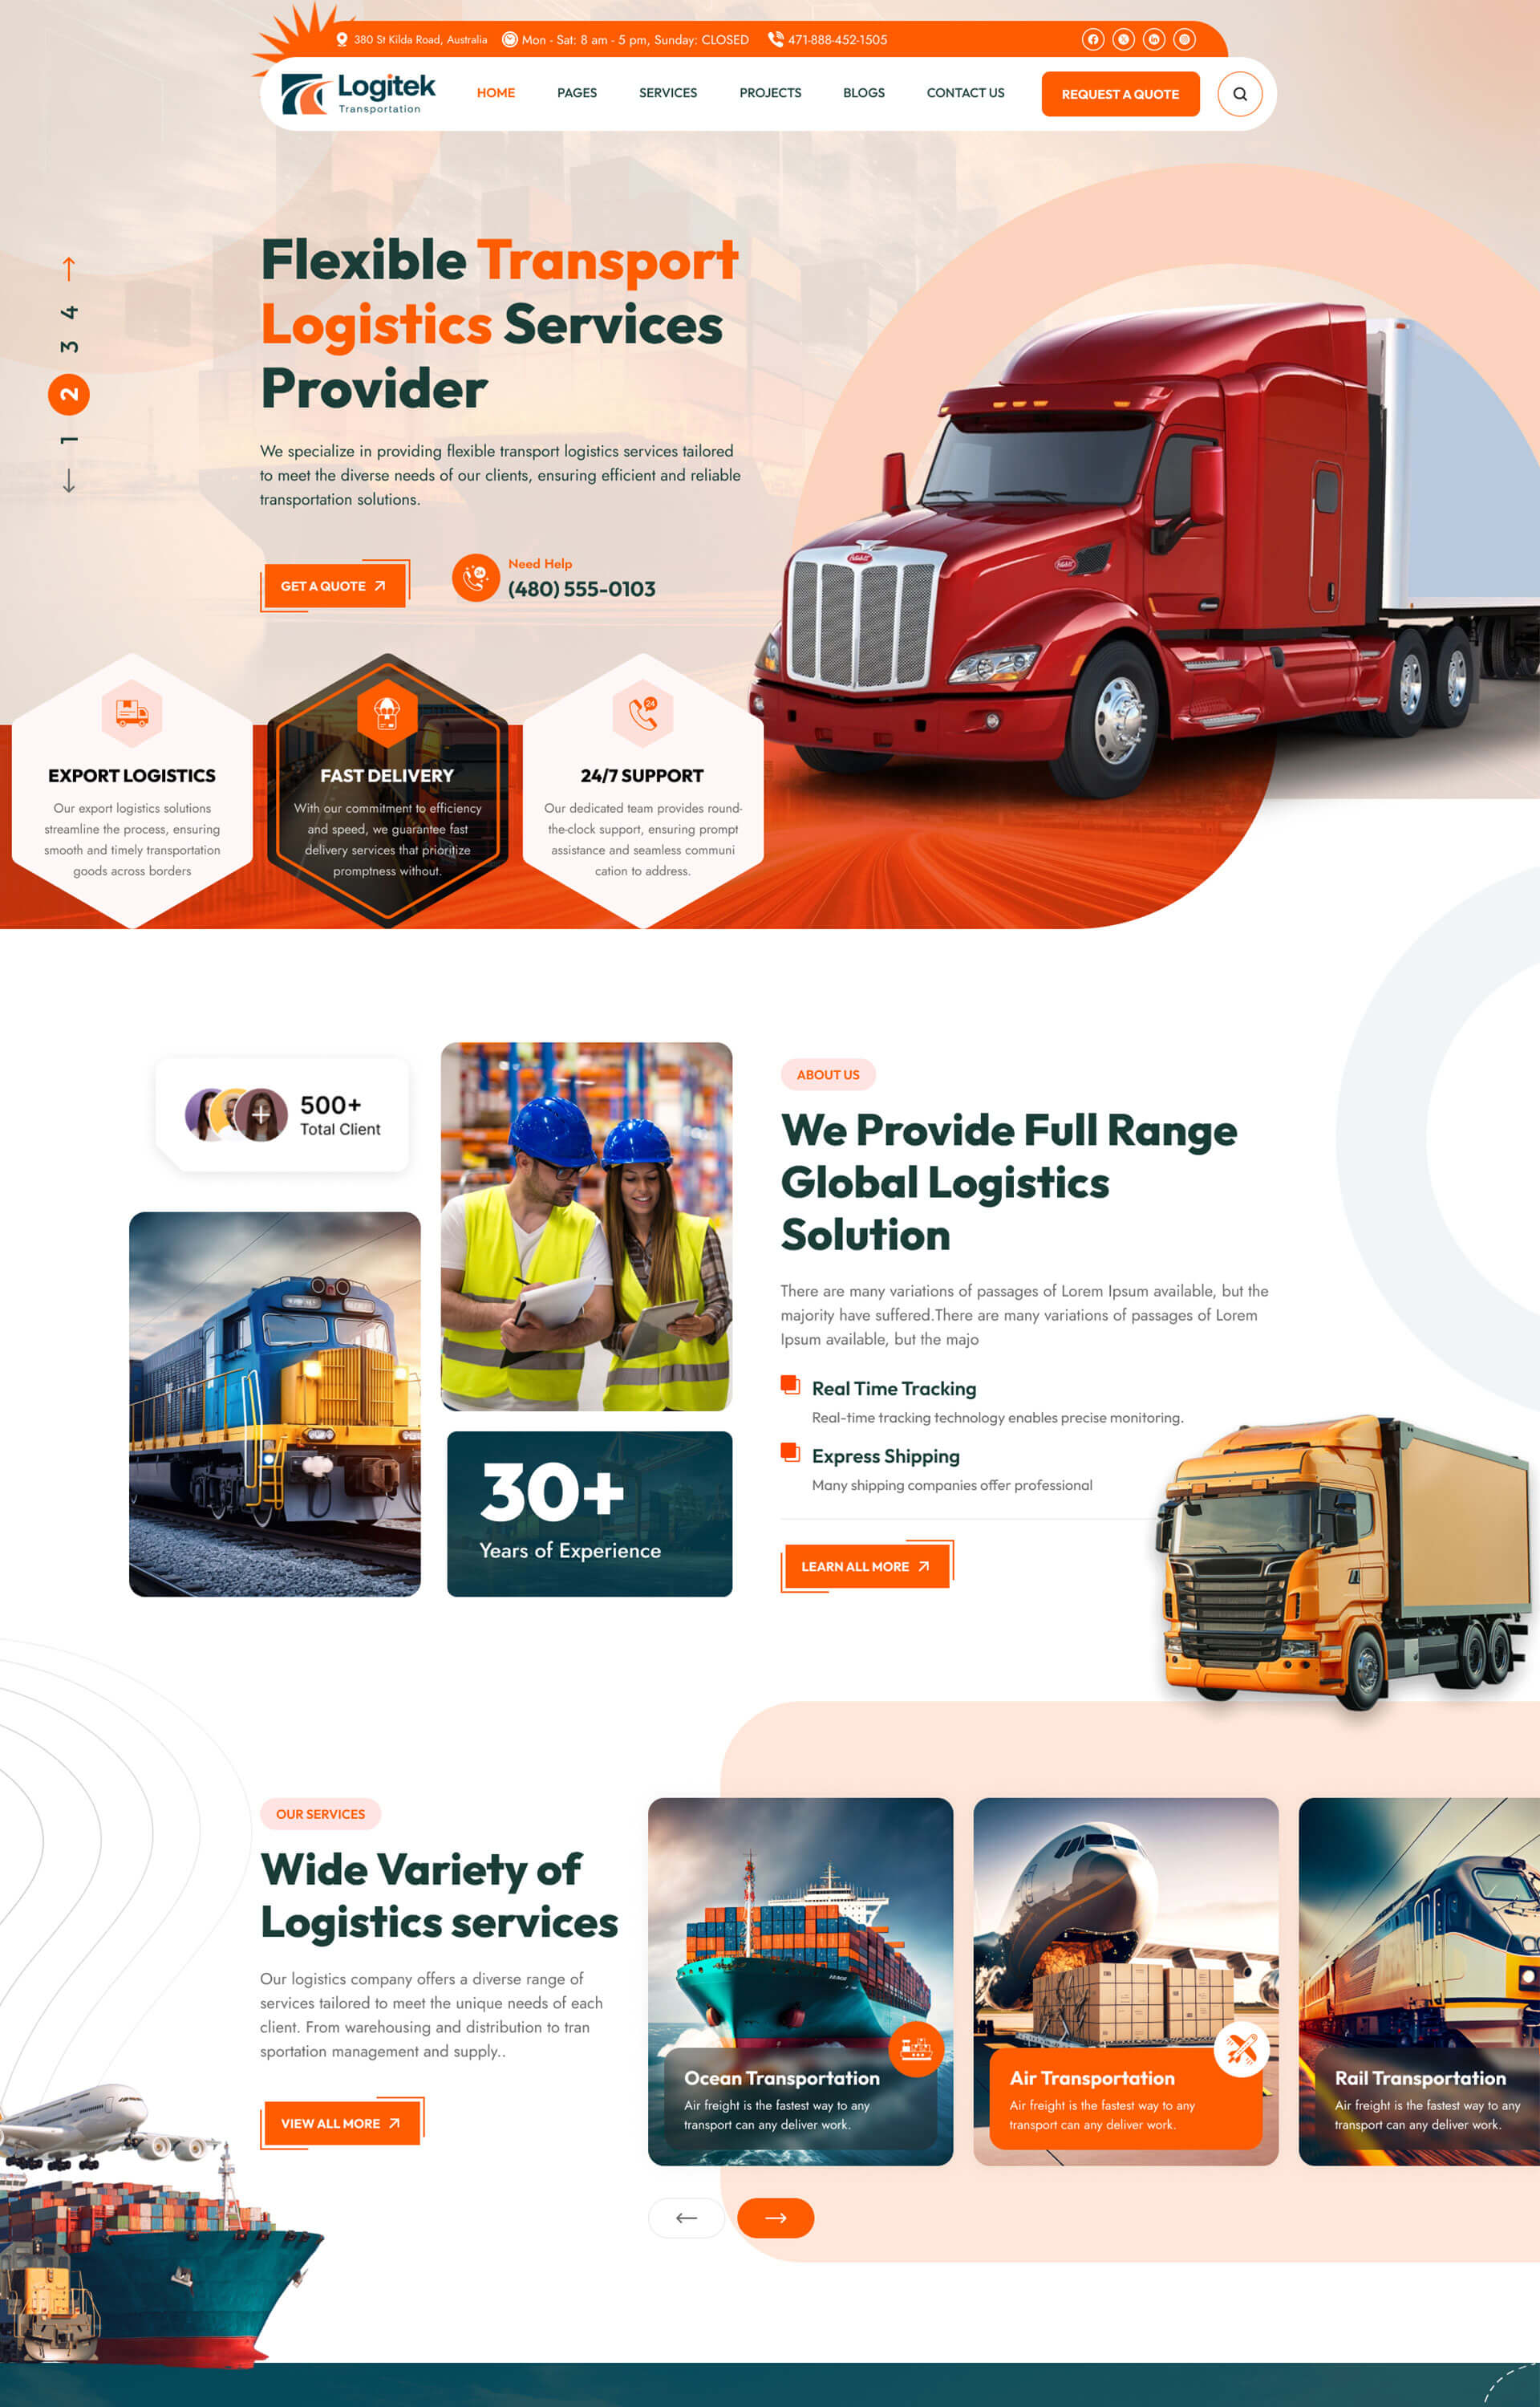 380 St Kilda Road, Australia
Mon - Sat: 8 am - 5 pm, Sunday: CLOSED
471-888-452-1505
Logitek
Transportation
HOME
PAGES
SERVICES
PROJECTS
BLOGS
CONTACT US
REQUEST A QUOTE
Flexible Transport
Logistics Services
Provider
4
3
2
1
We specialize in providing flexible transport logistics services tailored
to meet the diverse needs of our clients, ensuring efficient and reliable
transportation solutions.
GET A QUOTE
24
Need Help
(480) 555-0103
EXPORT LOGISTICS
Our export logistics solutions
streamline the process, ensuring
smooth and timely transportation
goods across borders
FAST DELIVERY
With our commitment to efficiency
and speed, we guarantee fast
delivery services that prioritize
promptness without.
24
24/7 SUPPORT
Our dedicated team provides round-
the-clock support, ensuring prompt
assistance and seamless communi
cation to address.
500+
Total Client
30+
Years of Experience
ABOUT US
We Provide Full Range
Global Logistics
Solution
There are many variations of passages of Lorem Ipsum available, but the
majority have suffered.There are many variations of passages of Lorem
Ipsum available, but the majo
Real Time Tracking
Real-time tracking technology enables precise monitoring.
Express Shipping
Many shipping companies offer professional
LEARN ALL MORE
OUR SERVICES
Wide Variety of
Logistics services
Our logistics company offers a diverse range of
services tailored to meet the unique needs of each
client. From warehousing and distribution to tran
sportation management and supply..
VIEW ALL MORE
Ocean Transportation
Air freight is the fastest way to any
transport can any deliver work.
Air Transportation
Air freight is the fastest way to any
transport can any deliver work.
Rail Transportation
Air freight is the fastest way to any
transport can any deliver work.